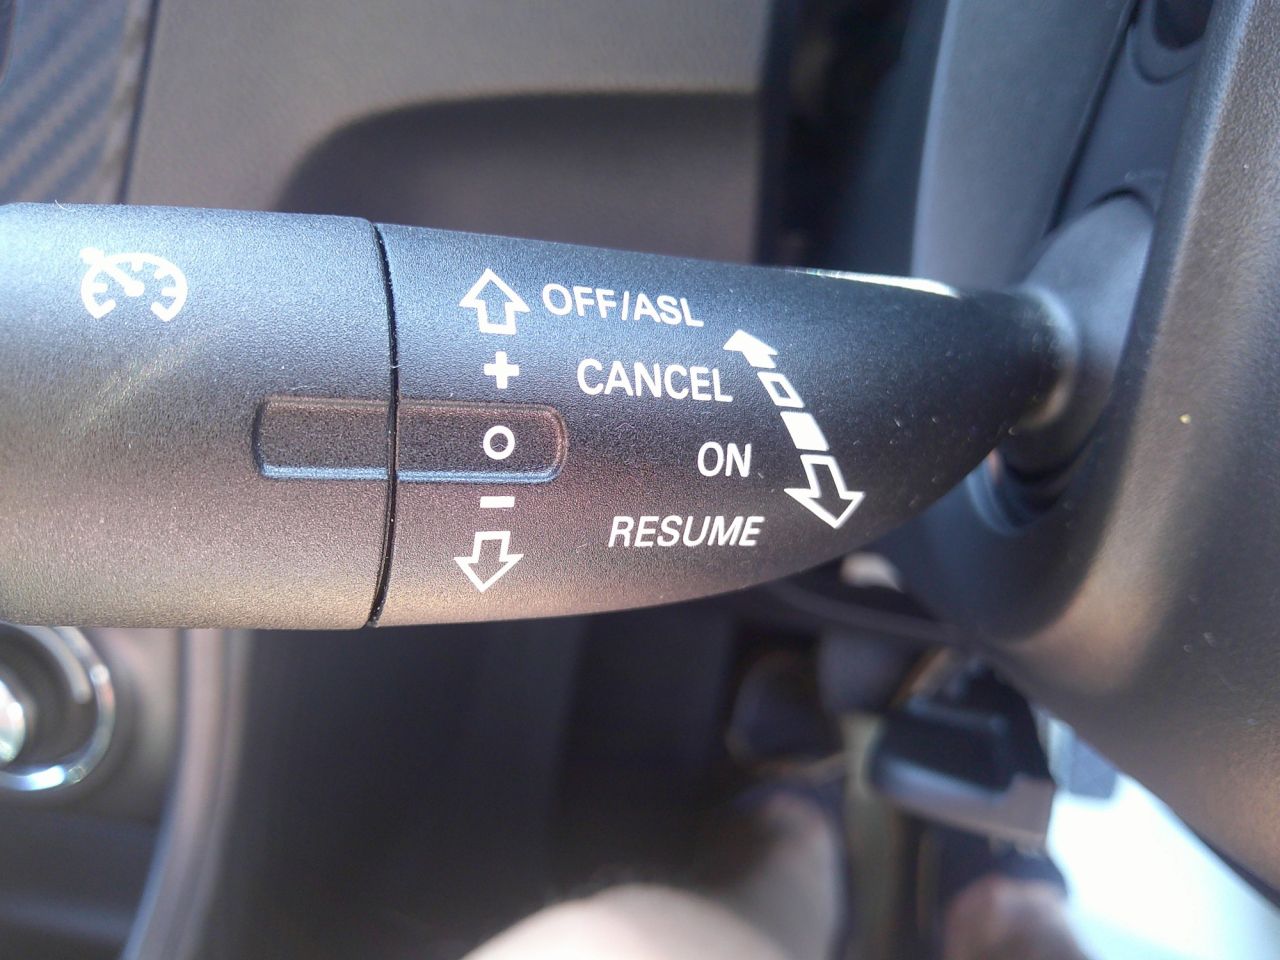 OFF/ASL
+ CANCEL
O ON
- RESUME